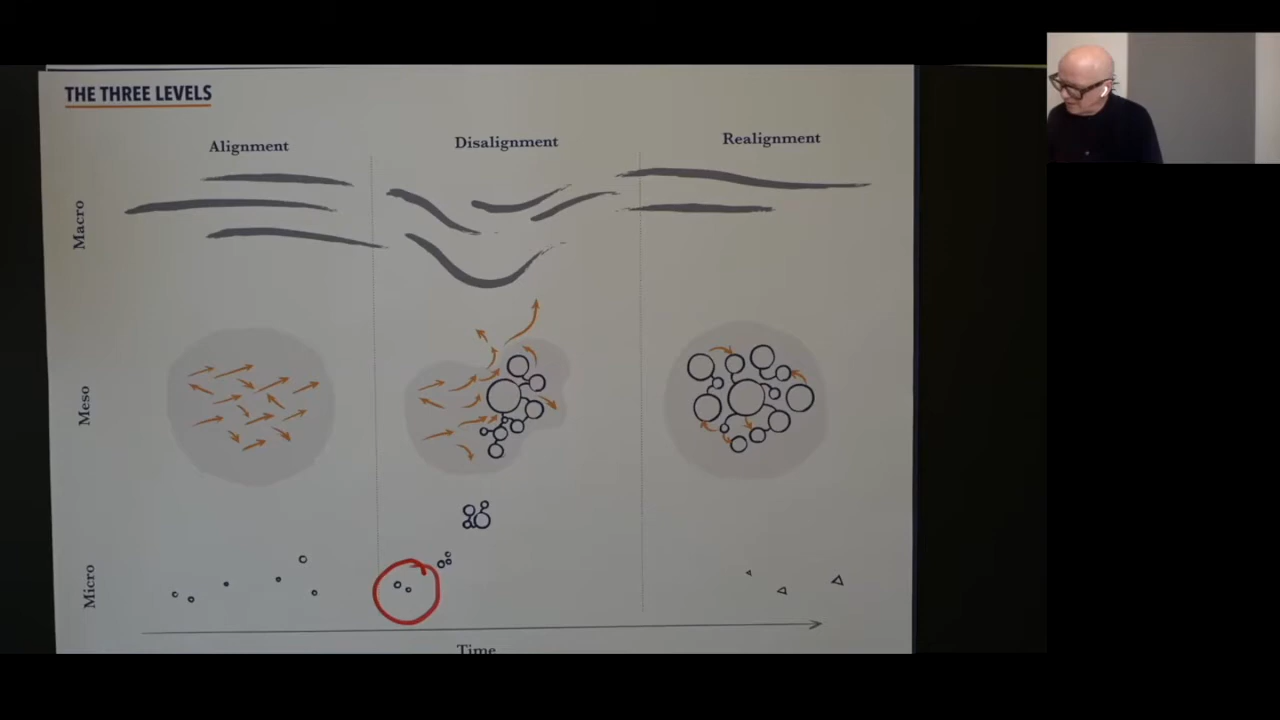 THE THREE LEVELS
Alignment
Disalignment
Realignment
Macro
Meso
Micro
Time